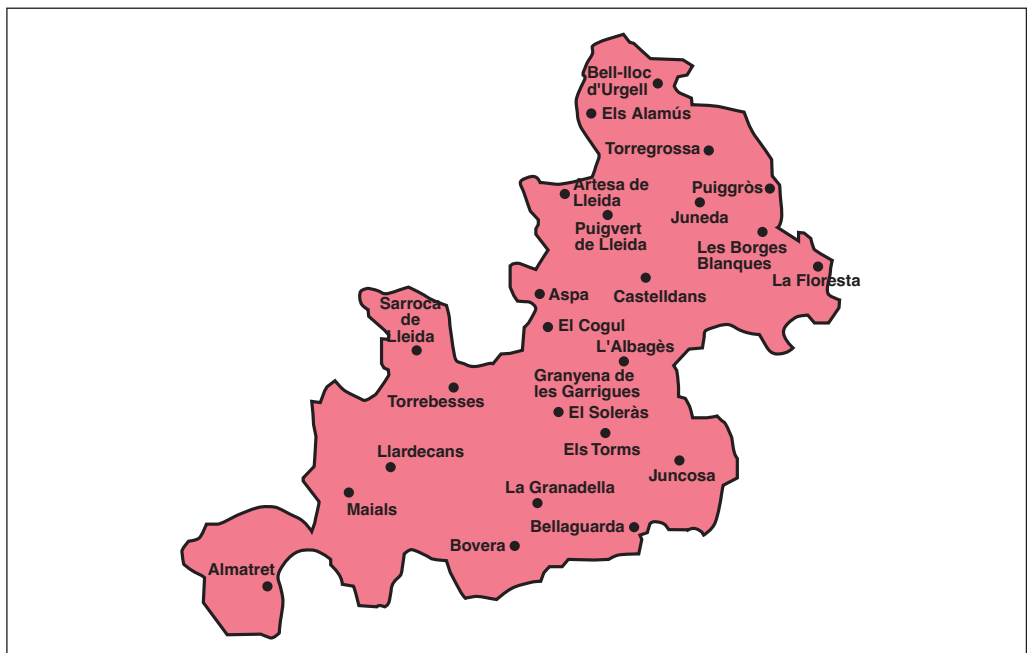 Bell-lloc
d'Urgell
Els Alamús
Torregrossa
Artesa de
Lleida
Puiggròs
Juneda
Puigvert
de Lleida
Les Borges
Blanques
La Floresta
Aspa
Castelldans
Sarroca
de
Lleida
El Cogul
L'Albagès
Granyena de
les Garrigues
Torrebesses
El Soleràs
Els Torms
Llardecans
Juncosa
La Granadella
Maials
Bellaguarda
Bovera
Almatret